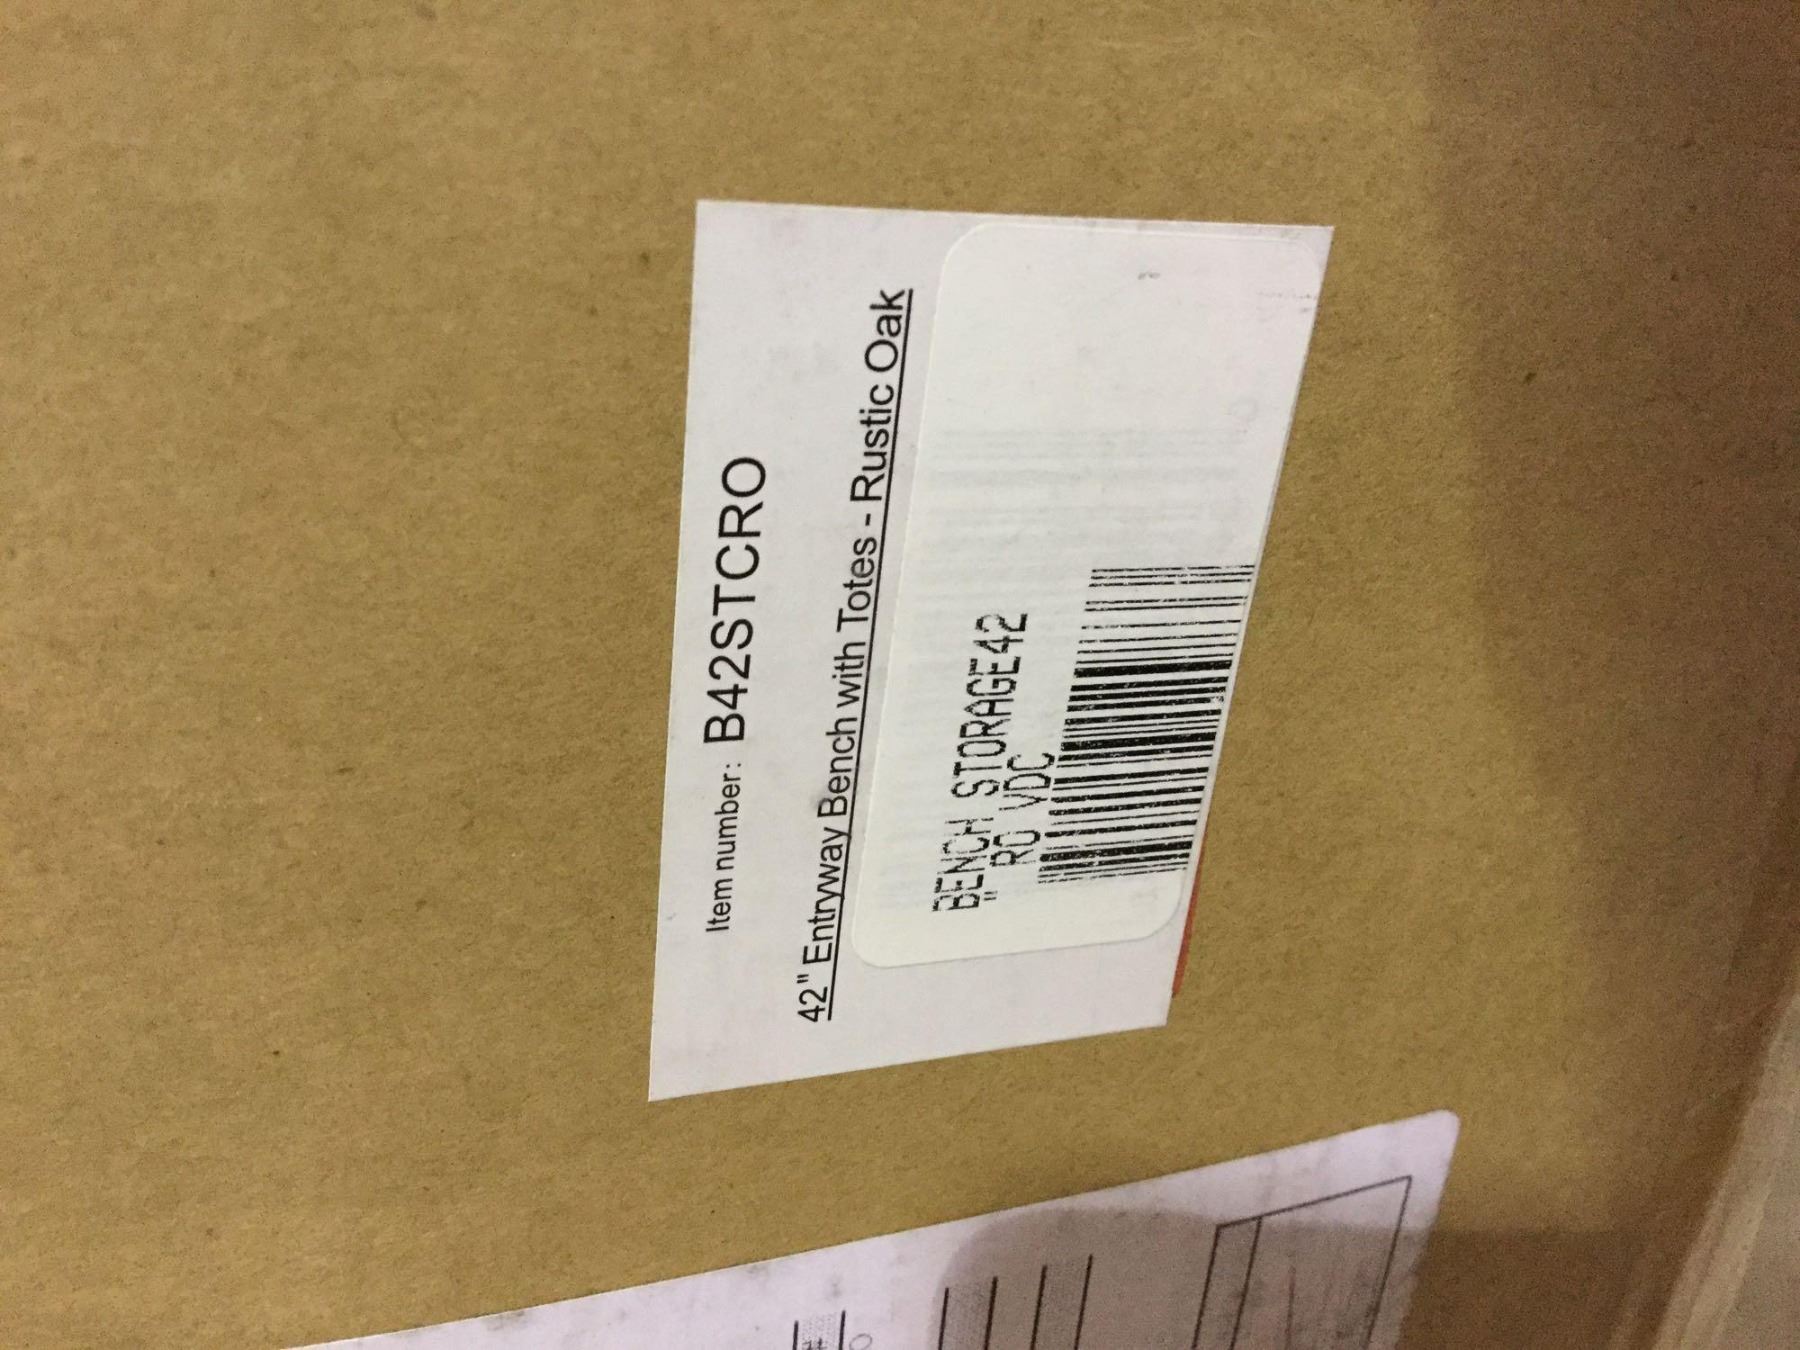 Item number: B42STCRO
42" Entryway Bench with Totes - Rustic Oak
BENCH STORAGE42
RO VDC